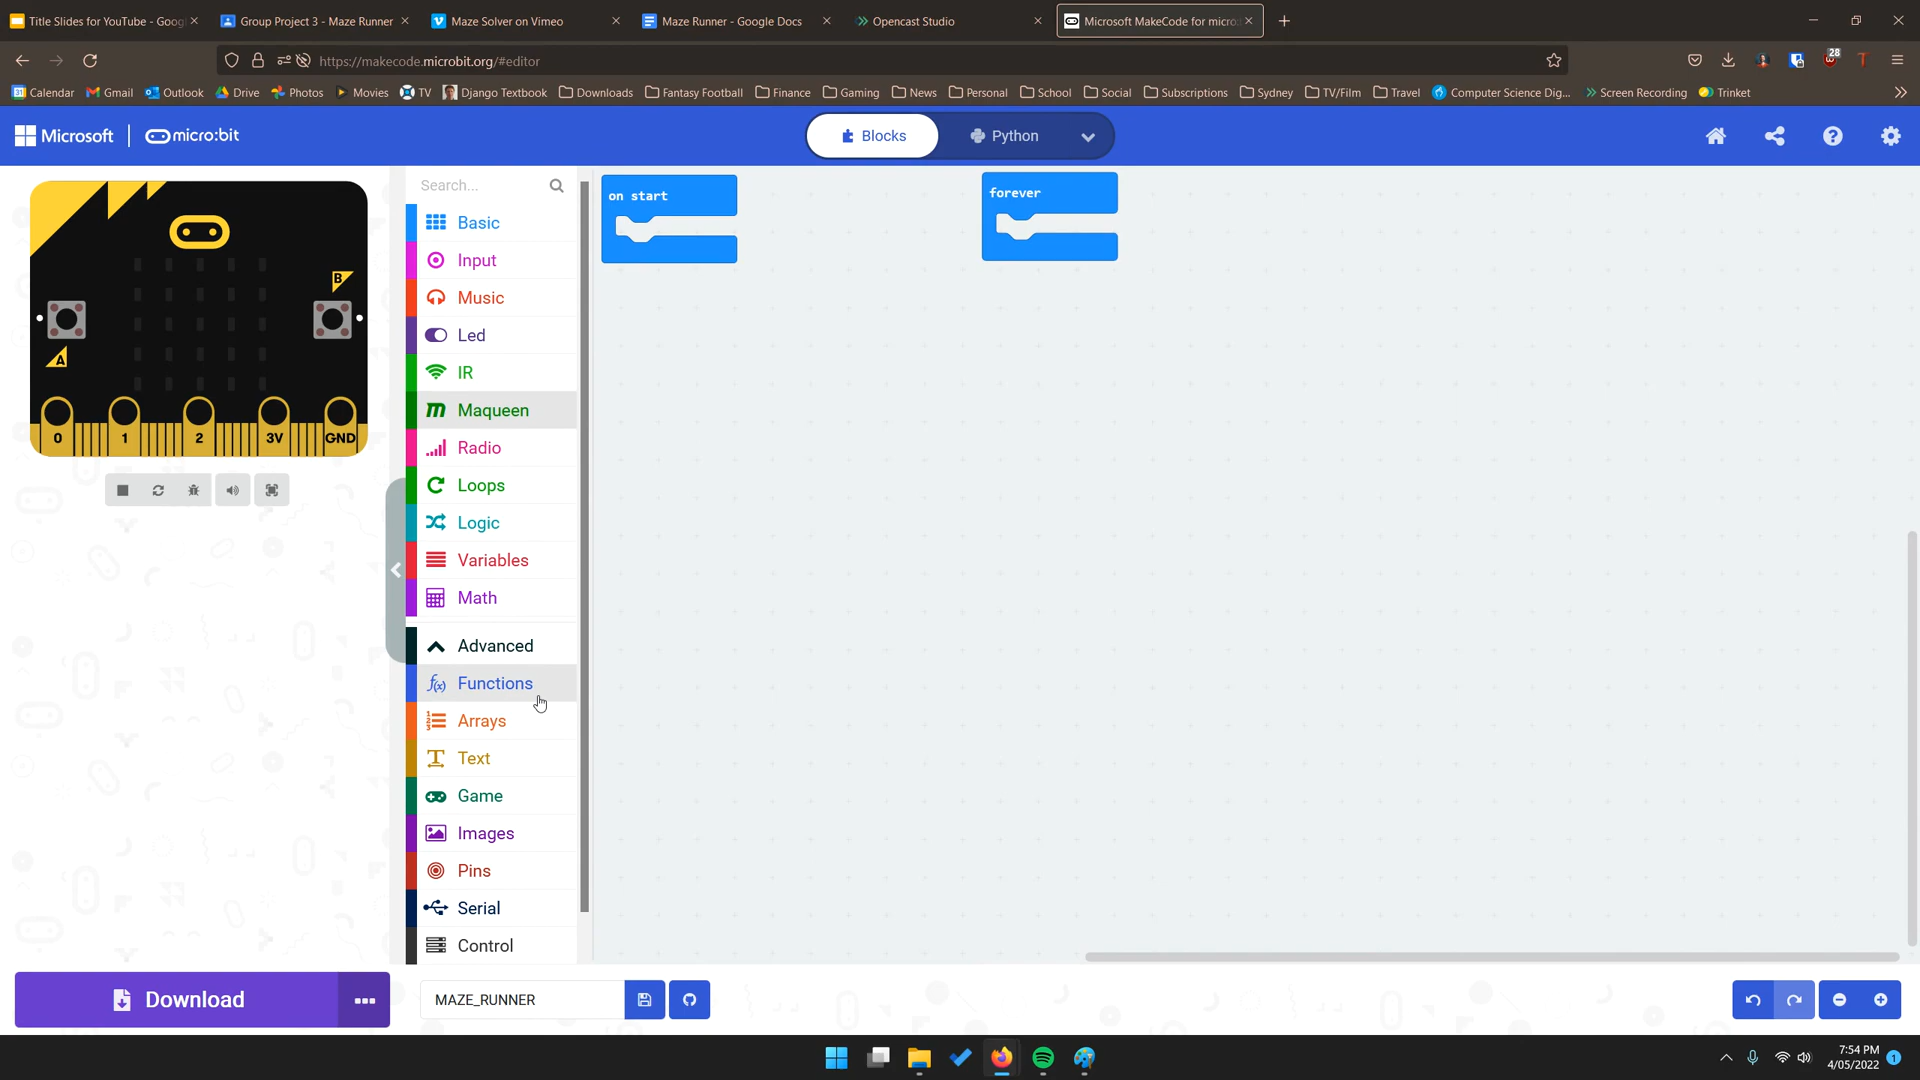 Title Slides for YouTube - Goog
Group Project 3 - Maze Runner
Maze Solver on Vimeo
Maze Runner - Google Docs
Opencast Studio
Microsoft MakeCode for micro:
https://makecode.microbit.org/#editor
28
Calendar
Gmail
Outlook
Drive
Photos
Movies
TV
Django Textbook
Downloads
Fantasy Football
Finance
Gaming
News
Personal
School
Social
Subscriptions
Sydney
TV/Film
Travel
Computer Science Dig...
Screen Recording
Trinket
Microsoft
micro:bit
Blocks
Python
Search...
Basic
Input
Music
Led
IR
Maqueen
Radio
Loops
Logic
Variables
Math
Advanced
Functions
Arrays
Text
Game
Images
Pins
Serial
Control
on start
forever
B
A
0 1 2 3V GND
Download
MAZE_RUNNER
7:54 PM
4/05/2022
1